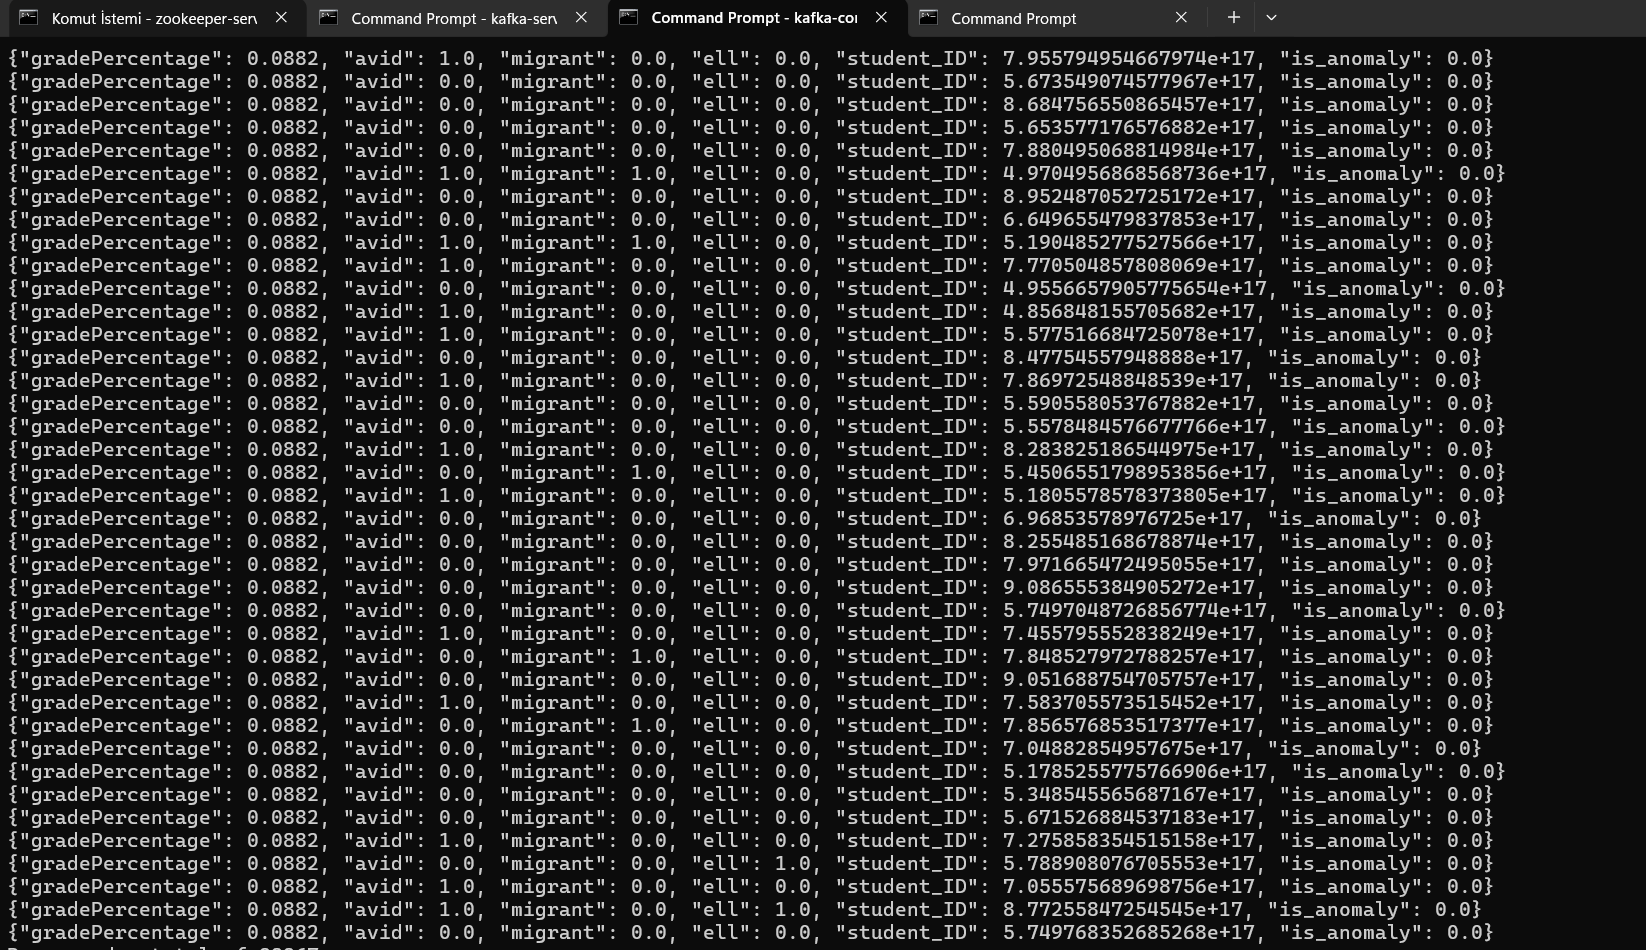 Komut İstemi - zookeeper-serv
Command Prompt - kafka-serv
Command Prompt - kafka-cor
Command Prompt
{"gradePercentage": 0.0882, "avid": 1.0, "migrant": 0.0, "ell": 0.0, "student_ID": 7.955794954667974e+17, "is_anomaly": 0.0}
{"gradePercentage": 0.0882, "avid": 0.0, "migrant": 0.0, "ell": 0.0, "student_ID": 5.673549074577967e+17, "is_anomaly": 0.0}
{"gradePercentage": 0.0882, "avid": 0.0, "migrant": 0.0, "ell": 0.0, "student_ID": 8.684756550865457e+17, "is_anomaly": 0.0}
{"gradePercentage": 0.0882, "avid": 0.0, "migrant": 0.0, "ell": 0.0, "student_ID": 5.653577176576882e+17, "is_anomaly": 0.0}
{"gradePercentage": 0.0882, "avid": 0.0, "migrant": 0.0, "ell": 0.0, "student_ID": 7.880495068814984e+17, "is_anomaly": 0.0}
{"gradePercentage": 0.0882, "avid": 1.0, "migrant": 1.0, "ell": 0.0, "student_ID": 4.9704956868568736e+17, "is_anomaly": 0.0}
{"gradePercentage": 0.0882, "avid": 0.0, "migrant": 0.0, "ell": 0.0, "student_ID": 8.952487052725172e+17, "is_anomaly": 0.0}
{"gradePercentage": 0.0882, "avid": 0.0, "migrant": 0.0, "ell": 0.0, "student_ID": 6.649655479837853e+17, "is_anomaly": 0.0}
{"gradePercentage": 0.0882, "avid": 1.0, "migrant": 1.0, "ell": 0.0, "student_ID": 5.190485277527566e+17, "is_anomaly": 0.0}
{"gradePercentage": 0.0882, "avid": 1.0, "migrant": 0.0, "ell": 0.0, "student_ID": 7.770504857808069e+17, "is_anomaly": 0.0}
{"gradePercentage": 0.0882, "avid": 0.0, "migrant": 0.0, "ell": 0.0, "student_ID": 4.9556657905775654e+17, "is_anomaly": 0.0}
{"gradePercentage": 0.0882, "avid": 1.0, "migrant": 0.0, "ell": 0.0, "student_ID": 4.856848155705682e+17, "is_anomaly": 0.0}
{"gradePercentage": 0.0882, "avid": 1.0, "migrant": 0.0, "ell": 0.0, "student_ID": 5.577516684725078e+17, "is_anomaly": 0.0}
{"gradePercentage": 0.0882, "avid": 0.0, "migrant": 0.0, "ell": 0.0, "student_ID": 8.47754557948888e+17, "is_anomaly": 0.0}
{"gradePercentage": 0.0882, "avid": 1.0, "migrant": 0.0, "ell": 0.0, "student_ID": 7.86972548848539e+17, "is_anomaly": 0.0}
{"gradePercentage": 0.0882, "avid": 0.0, "migrant": 0.0, "ell": 0.0, "student_ID": 5.590558053767882e+17, "is_anomaly": 0.0}
{"gradePercentage": 0.0882, "avid": 0.0, "migrant": 0.0, "ell": 0.0, "student_ID": 5.5578484576677766e+17, "is_anomaly": 0.0}
{"gradePercentage": 0.0882, "avid": 1.0, "migrant": 0.0, "ell": 0.0, "student_ID": 8.283825186544975e+17, "is_anomaly": 0.0}
{"gradePercentage": 0.0882, "avid": 0.0, "migrant": 1.0, "ell": 0.0, "student_ID": 5.4506551798953856e+17, "is_anomaly": 0.0}
{"gradePercentage": 0.0882, "avid": 1.0, "migrant": 0.0, "ell": 0.0, "student_ID": 5.1805578578373805e+17, "is_anomaly": 0.0}
{"gradePercentage": 0.0882, "avid": 0.0, "migrant": 0.0, "ell": 0.0, "student_ID": 6.96853578976725e+17, "is_anomaly": 0.0}
{"gradePercentage": 0.0882, "avid": 0.0, "migrant": 0.0, "ell": 0.0, "student_ID": 8.255485168678874e+17, "is_anomaly": 0.0}
{"gradePercentage": 0.0882, "avid": 0.0, "migrant": 0.0, "ell": 0.0, "student_ID": 7.971665472495055e+17, "is_anomaly": 0.0}
{"gradePercentage": 0.0882, "avid": 0.0, "migrant": 0.0, "ell": 0.0, "student_ID": 9.086555384905272e+17, "is_anomaly": 0.0}
{"gradePercentage": 0.0882, "avid": 0.0, "migrant": 0.0, "ell": 0.0, "student_ID": 5.7497048726856774e+17, "is_anomaly": 0.0}
{"gradePercentage": 0.0882, "avid": 1.0, "migrant": 0.0, "ell": 0.0, "student_ID": 7.455795552838249e+17, "is_anomaly": 0.0}
{"gradePercentage": 0.0882, "avid": 0.0, "migrant": 1.0, "ell": 0.0, "student_ID": 7.848527972788257e+17, "is_anomaly": 0.0}
{"gradePercentage": 0.0882, "avid": 0.0, "migrant": 0.0, "ell": 0.0, "student_ID": 9.051688754705757e+17, "is_anomaly": 0.0}
{"gradePercentage": 0.0882, "avid": 1.0, "migrant": 0.0, "ell": 0.0, "student_ID": 7.583705573515452e+17, "is_anomaly": 0.0}
{"gradePercentage": 0.0882, "avid": 0.0, "migrant": 1.0, "ell": 0.0, "student_ID": 7.856576853517377e+17, "is_anomaly": 0.0}
{"gradePercentage": 0.0882, "avid": 0.0, "migrant": 0.0, "ell": 0.0, "student_ID": 7.04882854957675e+17, "is_anomaly": 0.0}
{"gradePercentage": 0.0882, "avid": 0.0, "migrant": 0.0, "ell": 0.0, "student_ID": 5.1785255775766906e+17, "is_anomaly": 0.0}
{"gradePercentage": 0.0882, "avid": 0.0, "migrant": 0.0, "ell": 0.0, "student_ID": 5.348545565687167e+17, "is_anomaly": 0.0}
{"gradePercentage": 0.0882, "avid": 0.0, "migrant": 0.0, "ell": 0.0, "student_ID": 5.671526884537183e+17, "is_anomaly": 0.0}
{"gradePercentage": 0.0882, "avid": 1.0, "migrant": 0.0, "ell": 0.0, "student_ID": 7.275858354515158e+17, "is_anomaly": 0.0}
{"gradePercentage": 0.0882, "avid": 0.0, "migrant": 0.0, "ell": 1.0, "student_ID": 5.788908076705553e+17, "is_anomaly": 0.0}
{"gradePercentage": 0.0882, "avid": 1.0, "migrant": 0.0, "ell": 0.0, "student_ID": 7.055575689698756e+17, "is_anomaly": 0.0}
{"gradePercentage": 0.0882, "avid": 1.0, "migrant": 0.0, "ell": 1.0, "student_ID": 8.77255847254545e+17, "is_anomaly": 0.0}
{"gradePercentage": 0.0882, "avid": 0.0, "migrant": 0.0, "ell": 0.0, "student_ID": 5.749768352685268e+17, "is_anomaly": 0.0}